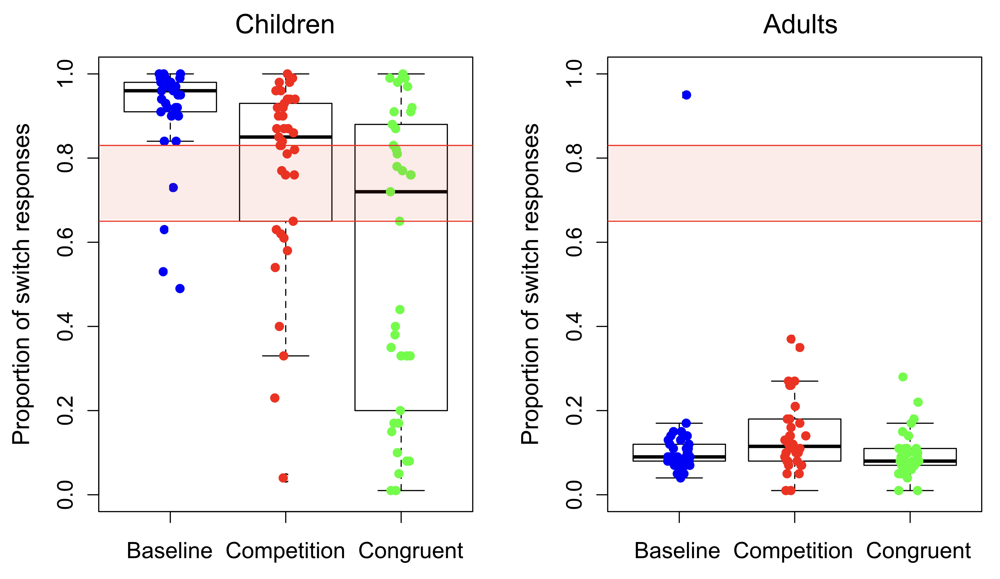 Children
Proportion of switch responses
1.0
0.8
0.6
0.4
0.2
0.0
Baseline Competition Congruent
Adults
Proportion of switch responses
1.0
0.8
0.6
0.4
0.2
0.0
Baseline Competition Congruent